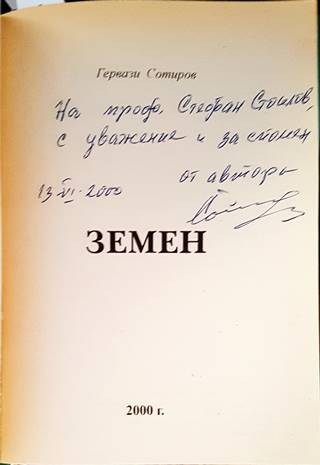 Гервази Сотиров
На проф. Стефан Стоилов,
с уважение и за спомен
от автора
13 VI - 2000
ЗЕМЕН
2000 г.